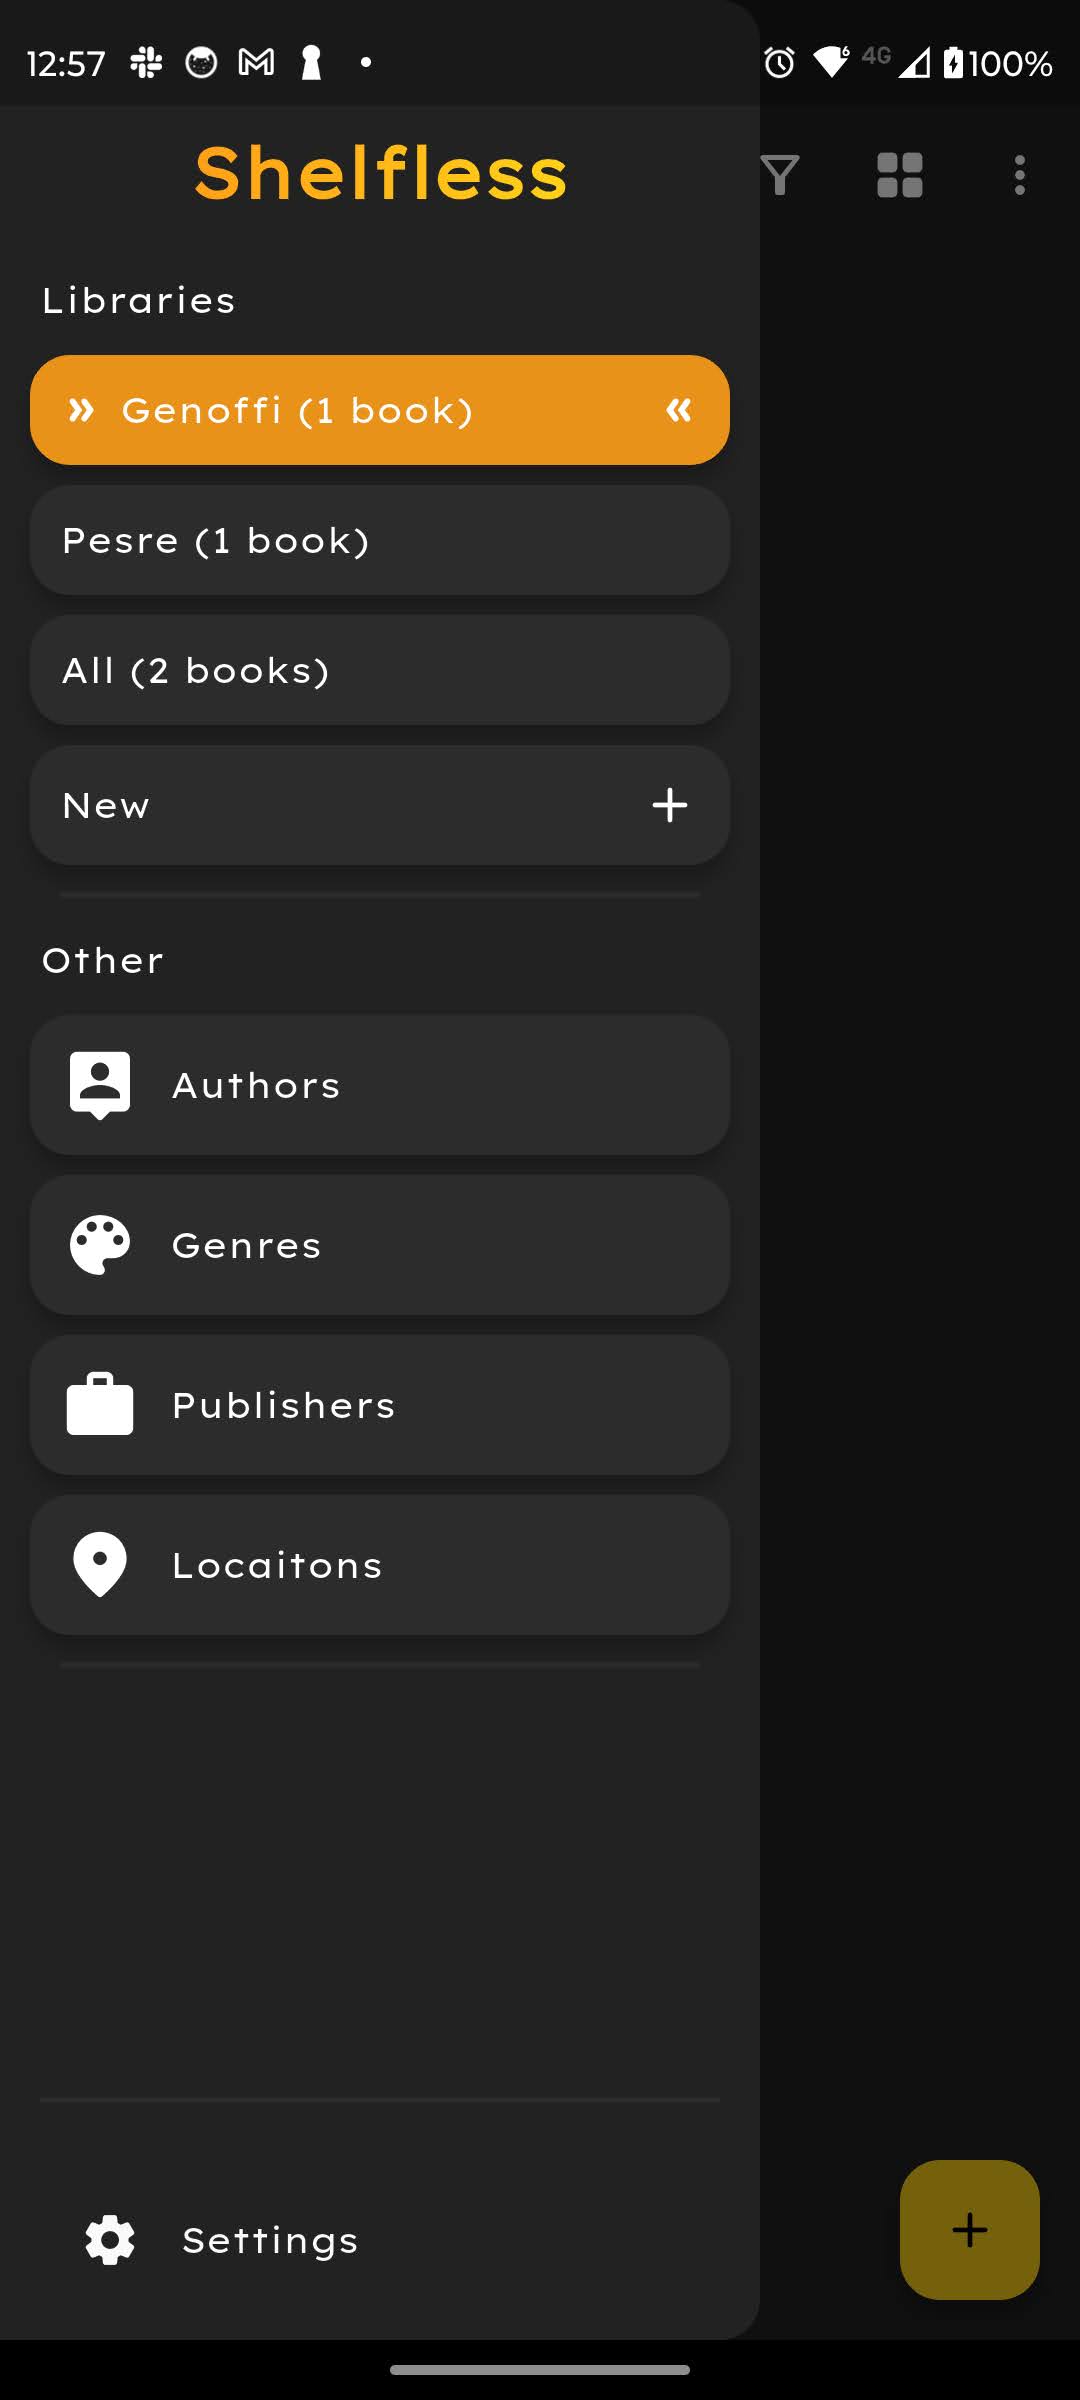 12:57
4G
100%
Shelfless
Libraries
» Genoffi (1 book) «
Pesre (1 book)
All (2 books)
New
Other
Authors
Genres
Publishers
Locaitons
Settings